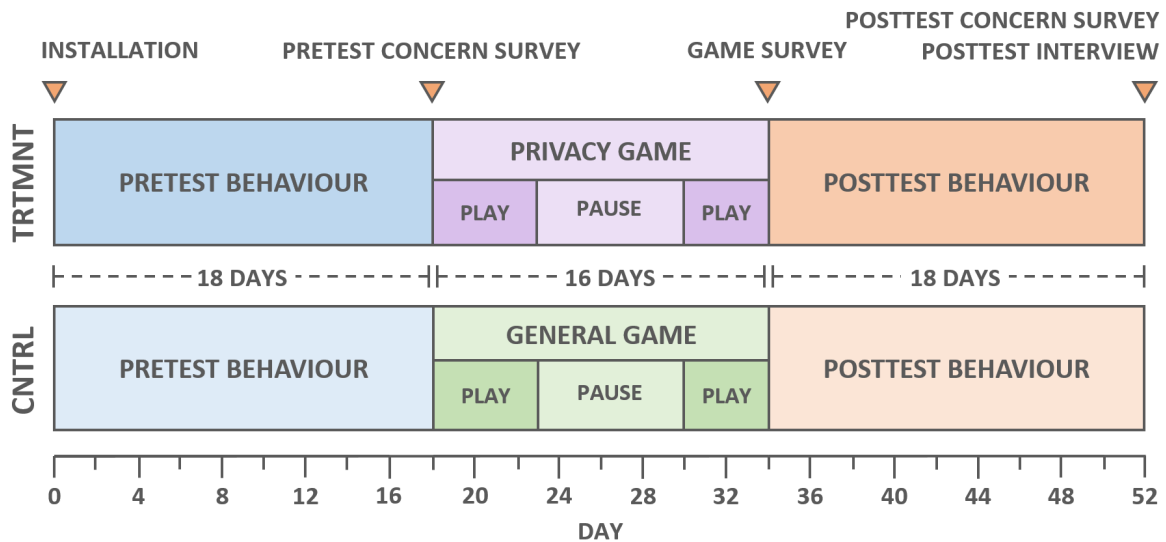 POSTTEST CONCERN SURVEY
INSTALLATION PRETEST CONCERN SURVEY GAME SURVEY POSTTEST INTERVIEW
TRTMNT
PRETEST BEHAVIOUR
PRIVACY GAME
PLAY PAUSE PLAY
POSTTEST BEHAVIOUR
18 DAYS 16 DAYS 18 DAYS
CNTRL
PRETEST BEHAVIOUR
GENERAL GAME
PLAY PAUSE PLAY
POSTTEST BEHAVIOUR
0 4 8 12 16 20 24 28 32 36 40 44 48 52
DAY